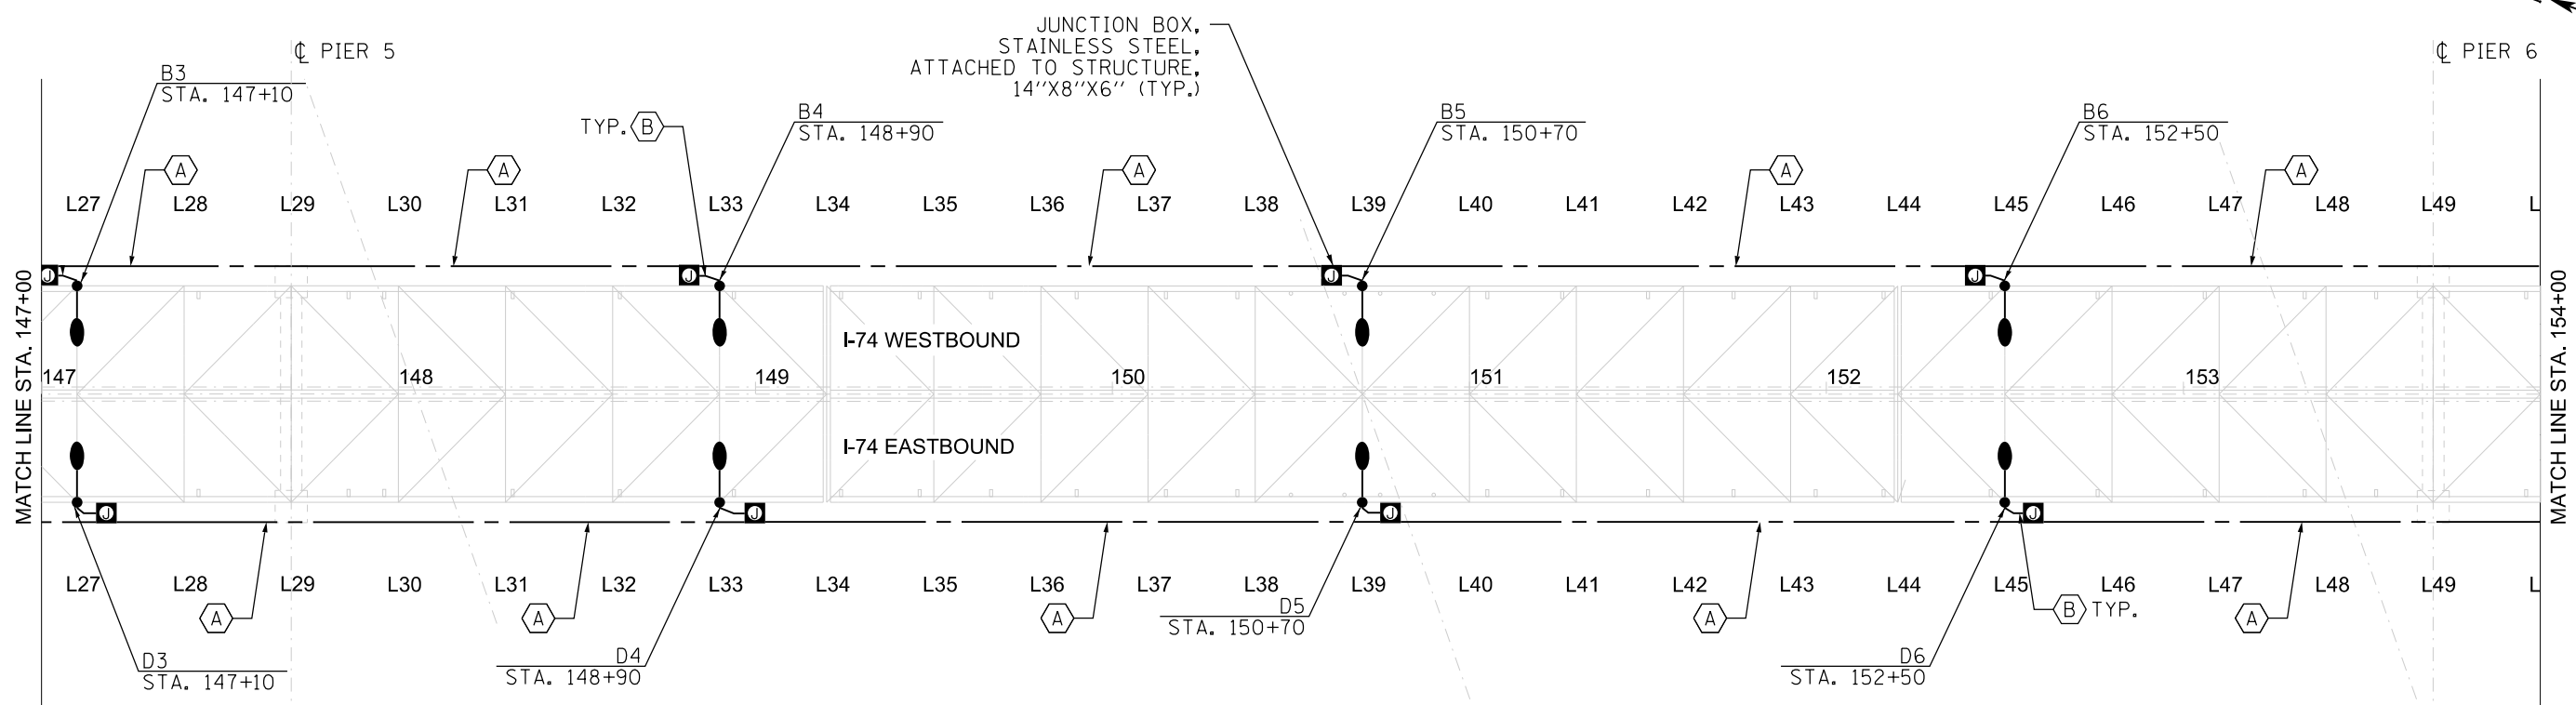 JUNCTION BOX,
STAINLESS STEEL,
ATTACHED TO STRUCTURE,
14"X8"X6" (TYP.)
℄ PIER 5
℄ PIER 6
B3
STA. 147+10
TYP. B
B4
STA. 148+90
B5
STA. 150+70
B6
STA. 152+50
A A A A A
L27 L28 L29 L30 L31 L32 L33 L34 L35 L36 L37 L38 L39 L40 L41 L42 L43 L44 L45 L46 L47 L48 L49 L
J J J J
MATCH LINE STA. 147+00
MATCH LINE STA. 154+00
I-74 WESTBOUND
147 148 149 150 151 152 153
I-74 EASTBOUND
J J J J
L27 L28 L29 L30 L31 L32 L33 L34 L35 L36 L37 L38 L39 L40 L41 L42 L43 L44 L45 L46 L47 L48 L49 L
A A A A A
B TYP.
D3
STA. 147+10
D4
STA. 148+90
D5
STA. 150+70
D6
STA. 152+50